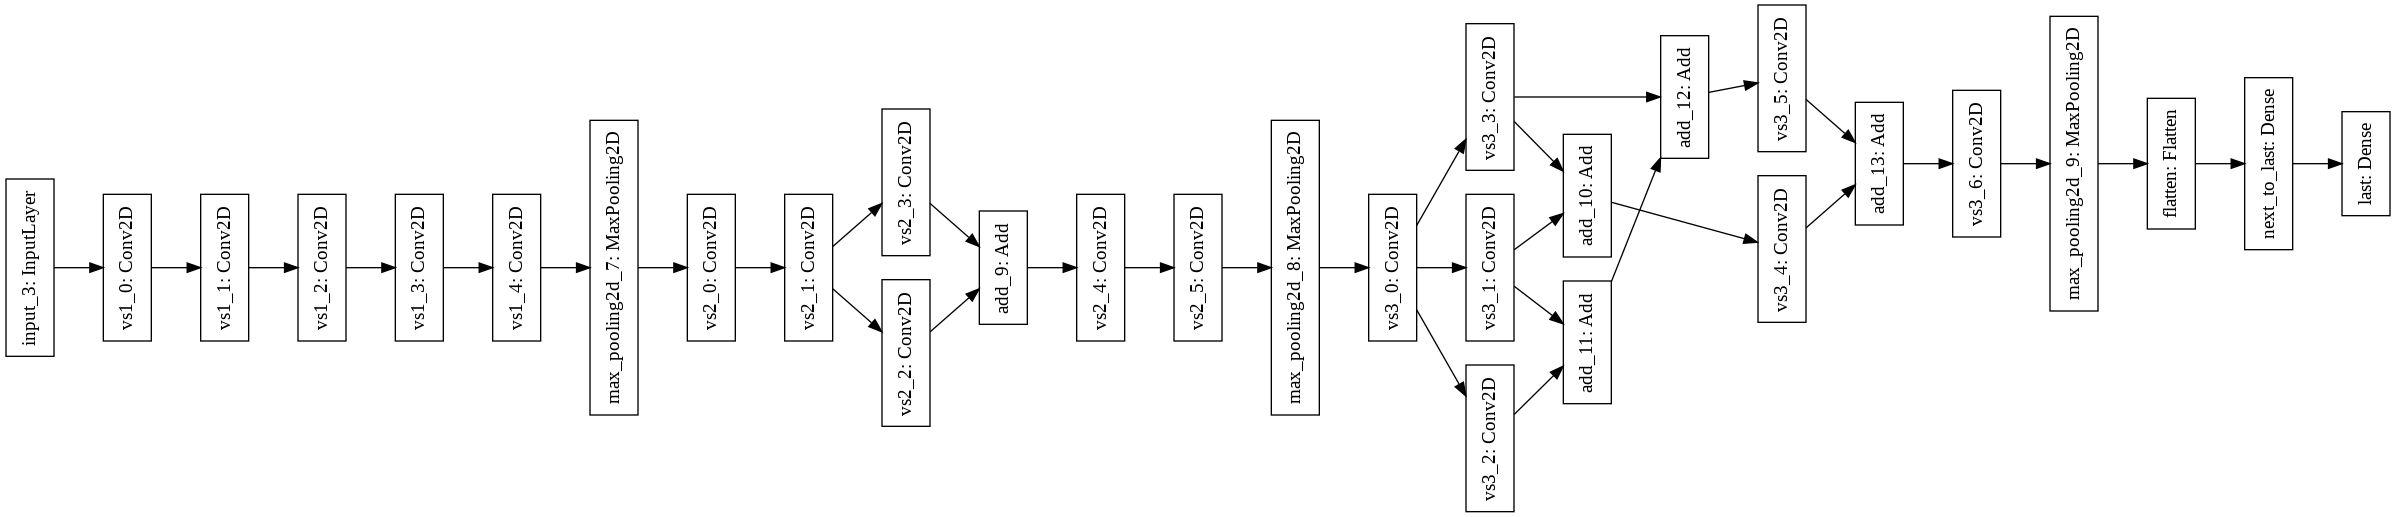 input_3: InputLayer
vs1_0: Conv2D
vs1_1: Conv2D
vs1_2: Conv2D
vs1_3: Conv2D
vs1_4: Conv2D
max_pooling2d_7: MaxPooling2D
vs2_0: Conv2D
vs2_1: Conv2D
vs2_3: Conv2D
vs2_2: Conv2D
add_9: Add
vs2_4: Conv2D
vs2_5: Conv2D
max_pooling2d_8: MaxPooling2D
vs3_0: Conv2D
vs3_3: Conv2D
vs3_1: Conv2D
vs3_2: Conv2D
add_10: Add
add_11: Add
add_12: Add
vs3_5: Conv2D
vs3_4: Conv2D
add_13: Add
vs3_6: Conv2D
max_pooling2d_9: MaxPooling2D
flatten: Flatten
next_to_last: Dense
last: Dense